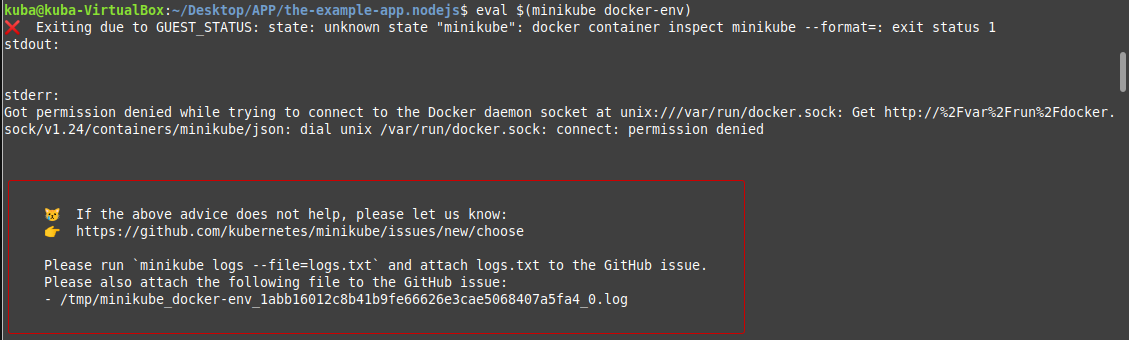 kuba@kuba-VirtualBox:~/Desktop/APP/the-example-app.nodejs$ eval $(minikube docker-env)
❌  Exiting due to GUEST_STATUS: state: unknown state "minikube": docker container inspect minikube --format=: exit status 1
stdout:
stderr:
Got permission denied while trying to connect to the Docker daemon socket at unix:///var/run/docker.sock: Get http://%2Fvar%2Frun%2Fdocker.
sock/v1.24/containers/minikube/json: dial unix /var/run/docker.sock: connect: permission denied
😿  If the above advice does not help, please let us know:
👉  https://github.com/kubernetes/minikube/issues/new/choose
Please run `minikube logs --file=logs.txt` and attach logs.txt to the GitHub issue.
Please also attach the following file to the GitHub issue:
- /tmp/minikube_docker-env_1abb16012c8b41b9fe66626e3cae5068407a5fa4_0.log